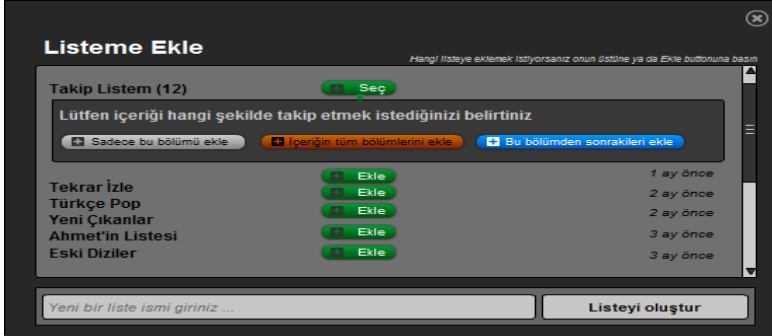 Listeme Ekle
Hangi listeye eklemek istiyorsanız onun üstüne ya da Ekle buttonuna basın
Takip Listem (12) Seç
Lütfen içeriği hangi şekilde takip etmek istediğinizi belirtiniz
Sadece bu bölümü ekle İçeriğin tüm bölümlerini ekle Bu bölümden sonrakileri ekle
Tekrar İzle Ekle 1 ay önce
Türkçe Pop Ekle 2 ay önce
Yeni Çıkanlar Ekle 2 ay önce
Ahmet'in Listesi Ekle 3 ay önce
Eski Diziler Ekle 3 ay önce
Yeni bir liste ismi giriniz ... Listeyi oluştur